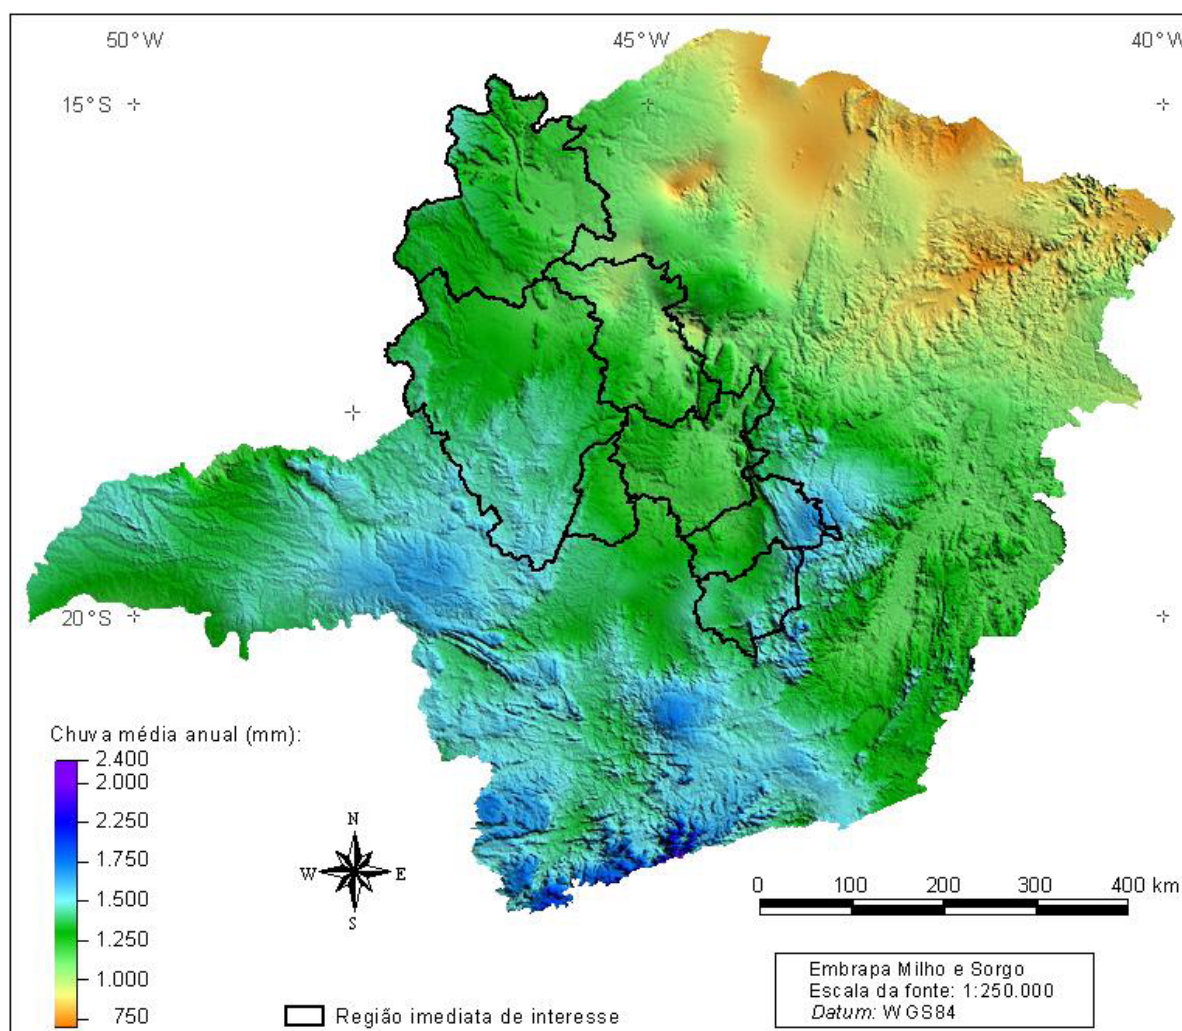 50°W 45°W 40°W
15°S
20°S
Chuva média anual (mm):
2.400
2.000
2.250
1.750
1.500
1.250
1.000
750
N
W E
S
0 100 200 300 400 km
Região imediata de interesse
Embrapa Milho e Sorgo
Escala da fonte: 1:250.000
Datum: WGS84